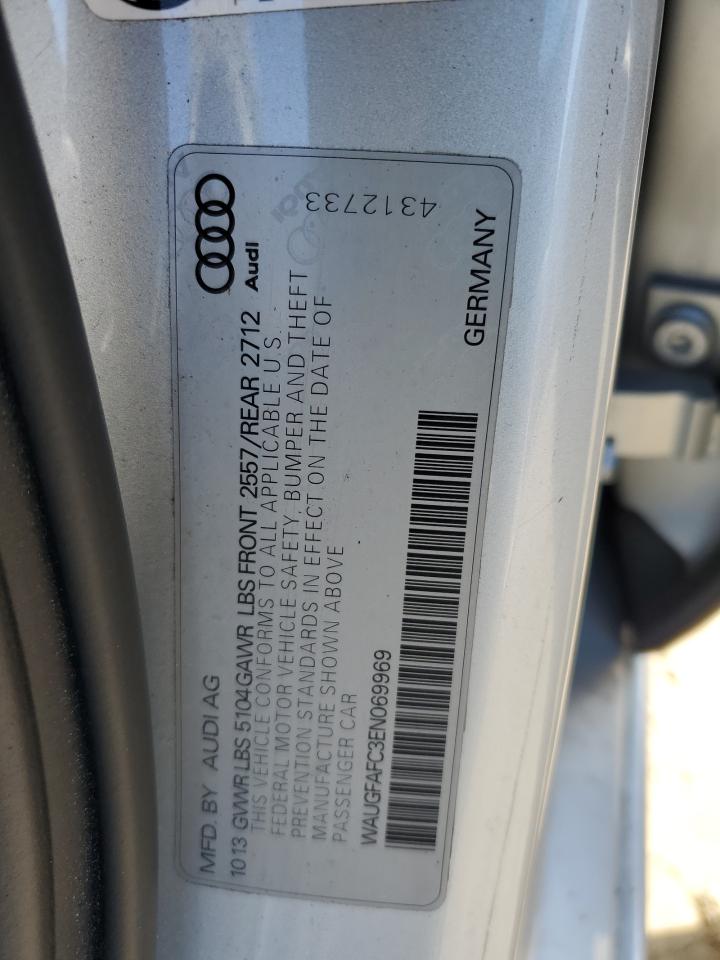 MFD. BY AUDI AG
1013 GVWR LBS 5104 GAWR LBS FRONT 2557/REAR 2712
THIS VEHICLE CONFORMS TO ALL APPLICABLE U.S.
FEDERAL MOTOR VEHICLE SAFETY, BUMPER AND THEFT
PREVENTION STANDARDS IN EFFECT ON THE DATE OF
MANUFACTURE SHOWN ABOVE
PASSENGER CAR
WAUGFAFC3EN069969
Audi
4312733
GERMANY